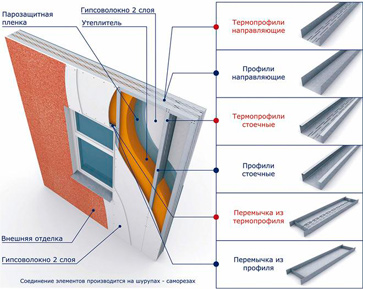 Парозащитная
пленка
Гипсоволокно 2 слоя
Утеплитель
Термопрофили
направляющие
Профили
направляющие
Термопрофили
стоечные
Профили
стоечные
Перемычка из
термопрофиля
Перемычка из
профиля
Внешняя отделка
Гипсоволокно 2 слоя
Соединение элементов производится на шурупах - саморезах